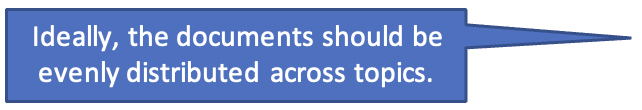 Ideally, the documents should be
evenly distributed across topics.